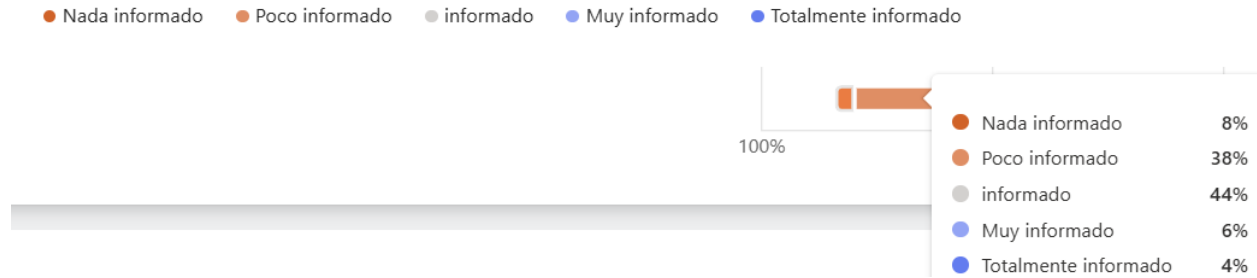 Nada informado Poco informado informado Muy informado Totalmente informado
100%
Nada informado 8%
Poco informado 38%
informado 44%
Muy informado 6%
Totalmente informado 4%